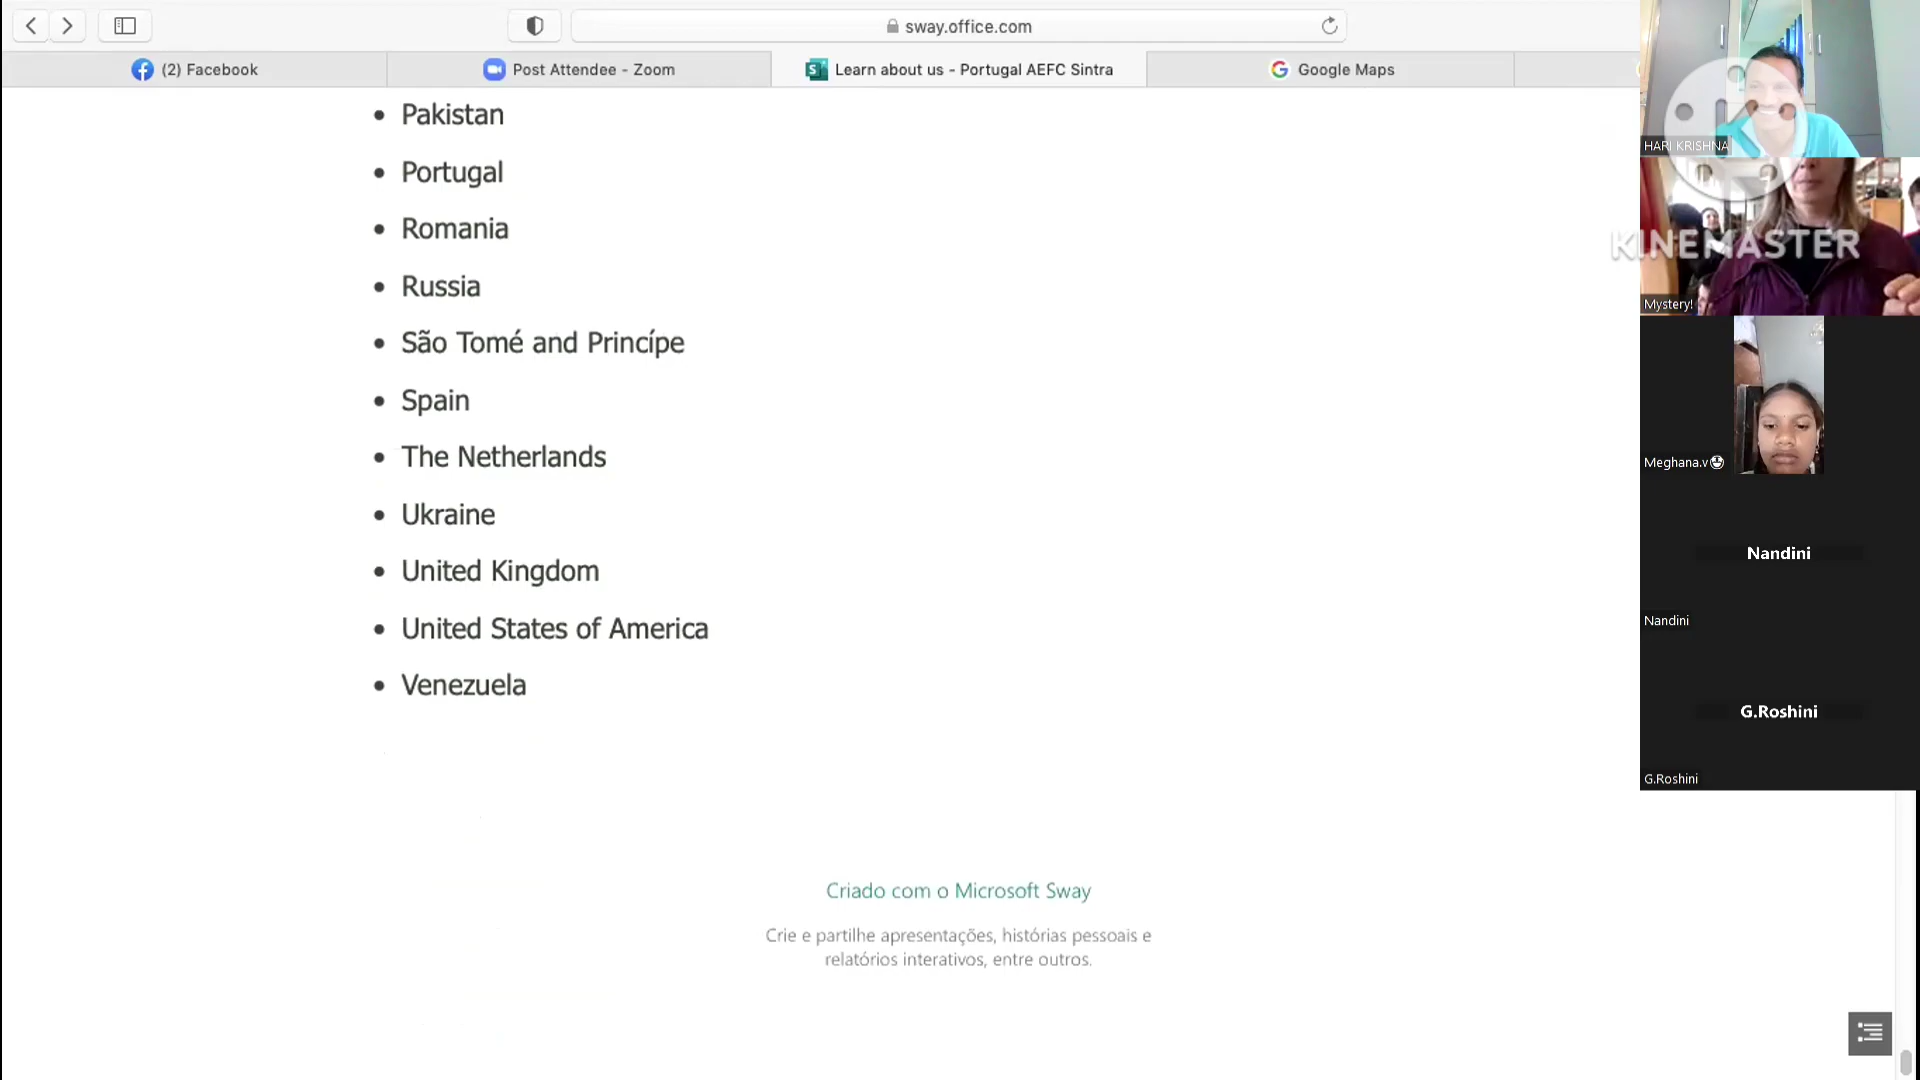 sway.office.com
(2) Facebook
Post Attendee - Zoom
Learn about us - Portugal AEFC Sintra
Google Maps
• Pakistan
• Portugal
• Romania
• Russia
• São Tomé and Princípe
• Spain
• The Netherlands
• Ukraine
• United Kingdom
• United States of America
• Venezuela
Criado com o Microsoft Sway
Crie e partilhe apresentações, histórias pessoais e
relatórios interativos, entre outros.
HARI KRISHNA
KINEMASTER
Mystery!
Meghana.v
Nandini
Nandini
G.Roshini
G.Roshini